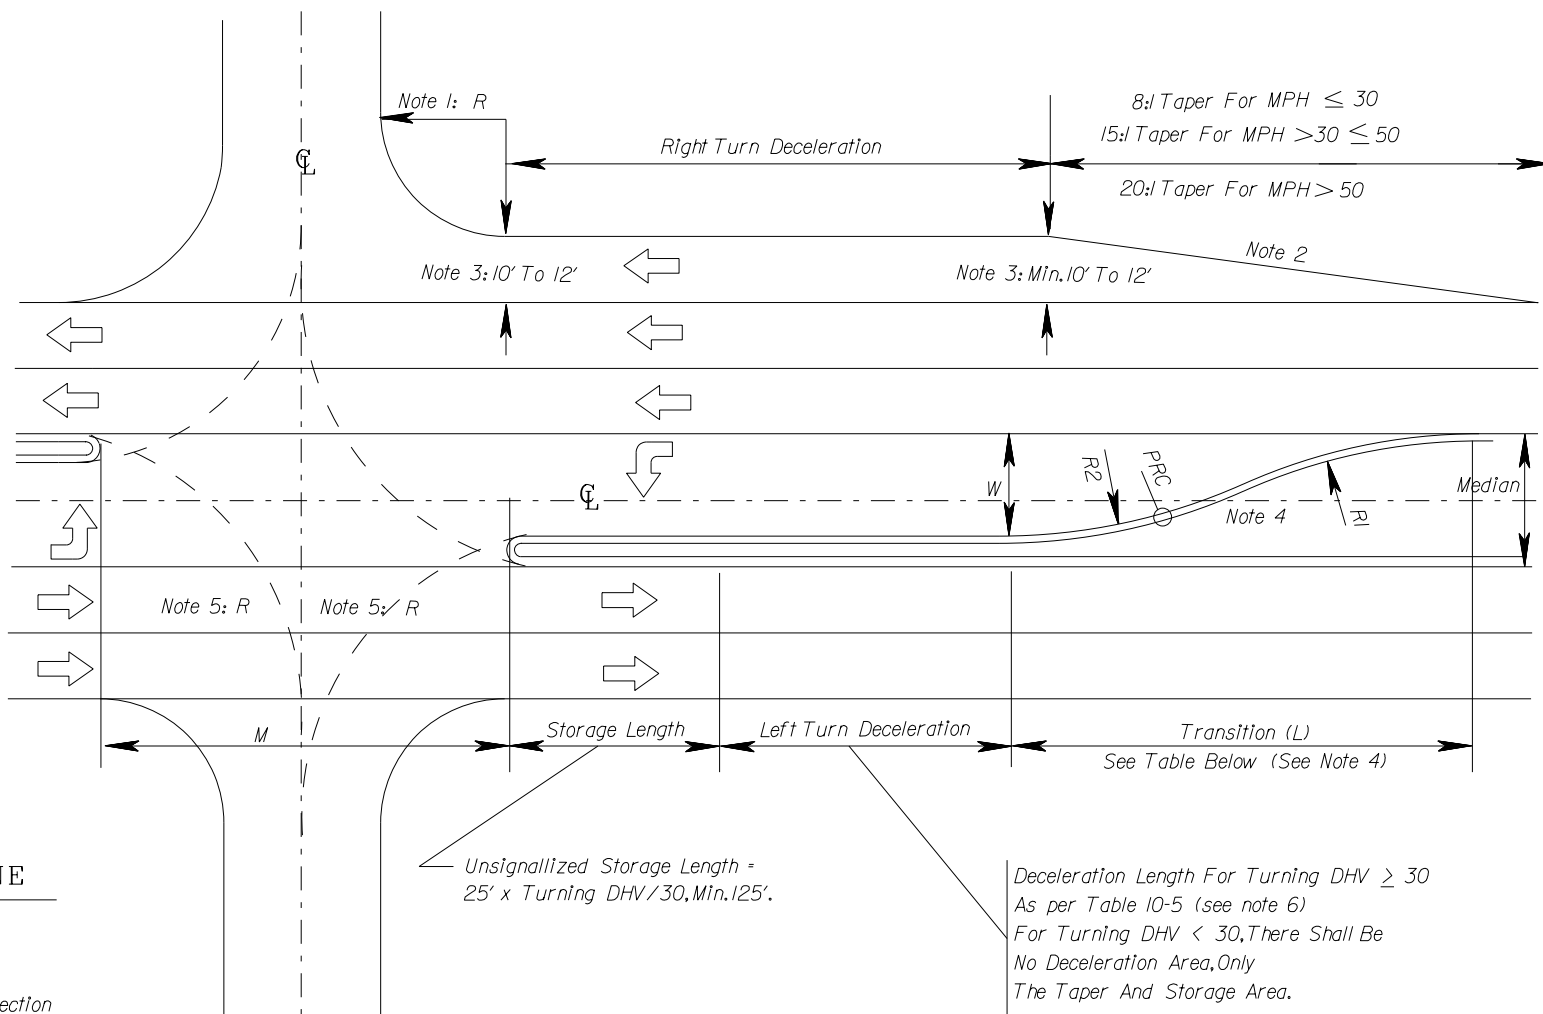 8:1 Taper For MPH ≤ 30
Note 1: R
15:1 Taper For MPH >30 ≤ 50
Right Turn Deceleration
℄
20:1 Taper For MPH > 50
Note 2
Note 3: 10' To 12'
Note 3: Min. 10' To 12'
PRC
R2
W
Median
℄
Note 4
R1
Note 5: R
Note 5: R
M
Storage Length
Left Turn Deceleration
Transition (L)
See Table Below (See Note 4)
Unsignallized Storage Length =
25' x Turning DHV/30, Min. 125'.
Deceleration Length For Turning DHV ≥ 30
As per Table 10-5 (see note 6)
For Turning DHV < 30, There Shall Be
No Deceleration Area, Only
The Taper And Storage Area.
NE
ection